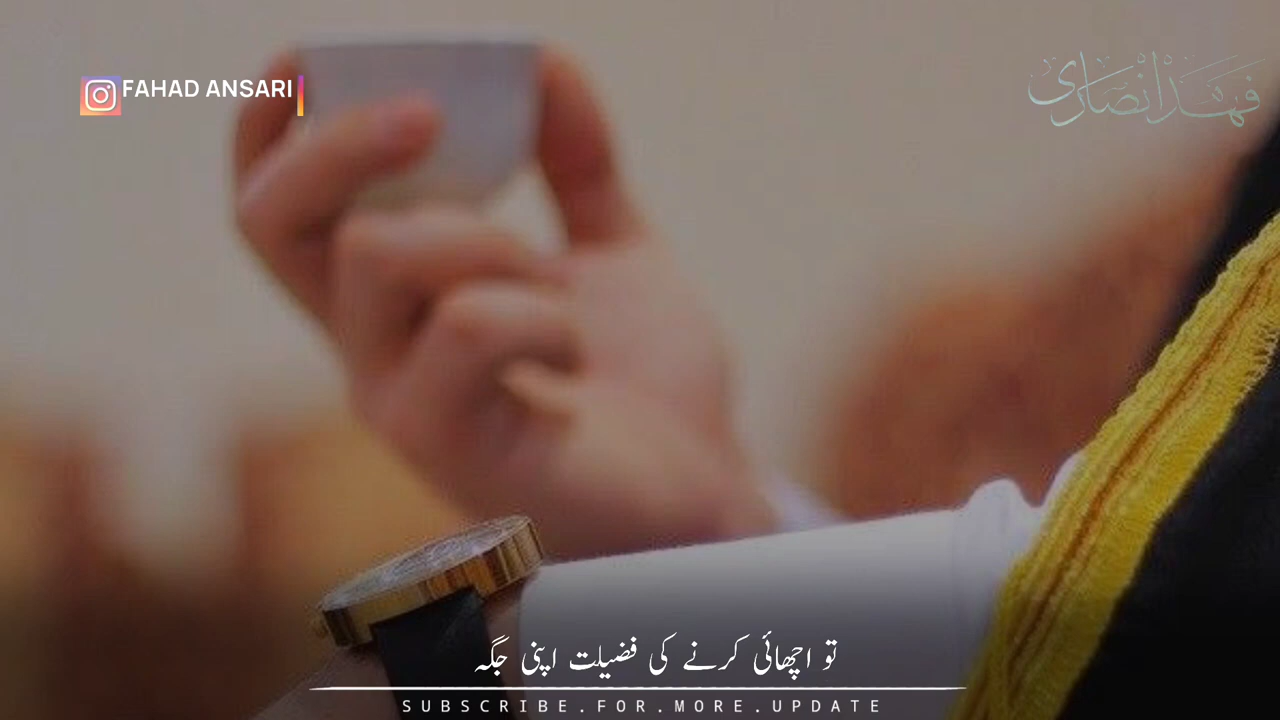 FAHAD ANSARI
فہد انصاری
تو اچھائی کرنے کی فضیلت اپنی جگہ
SUBSCRIBE.FOR.MORE.UPDATE